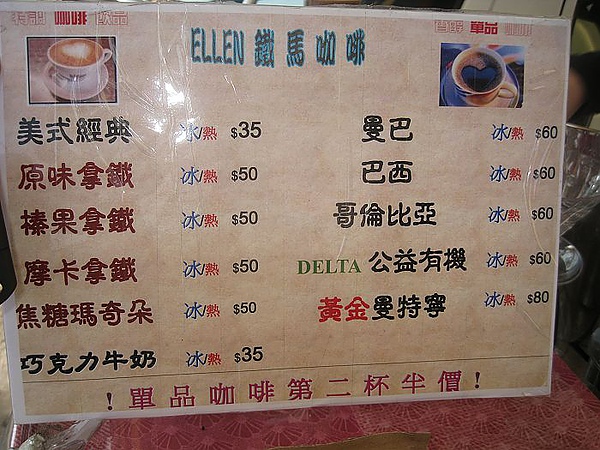 特調 咖啡 飲品
ELLEN 鐵馬咖啡
單品 咖啡
美式經典 冰/熱 $35
原味拿鐵 冰/熱 $50
榛果拿鐵 冰/熱 $50
摩卡拿鐵 冰/熱 $50
焦糖瑪奇朵 冰/熱 $50
巧克力牛奶 冰/熱 $35
曼巴 冰/熱 $60
巴西 冰/熱 $60
哥倫比亞 冰/熱 $60
DELTA 公益有機 冰/熱 $60
黃金曼特寧 冰/熱 $80
!單品咖啡第二杯半價!